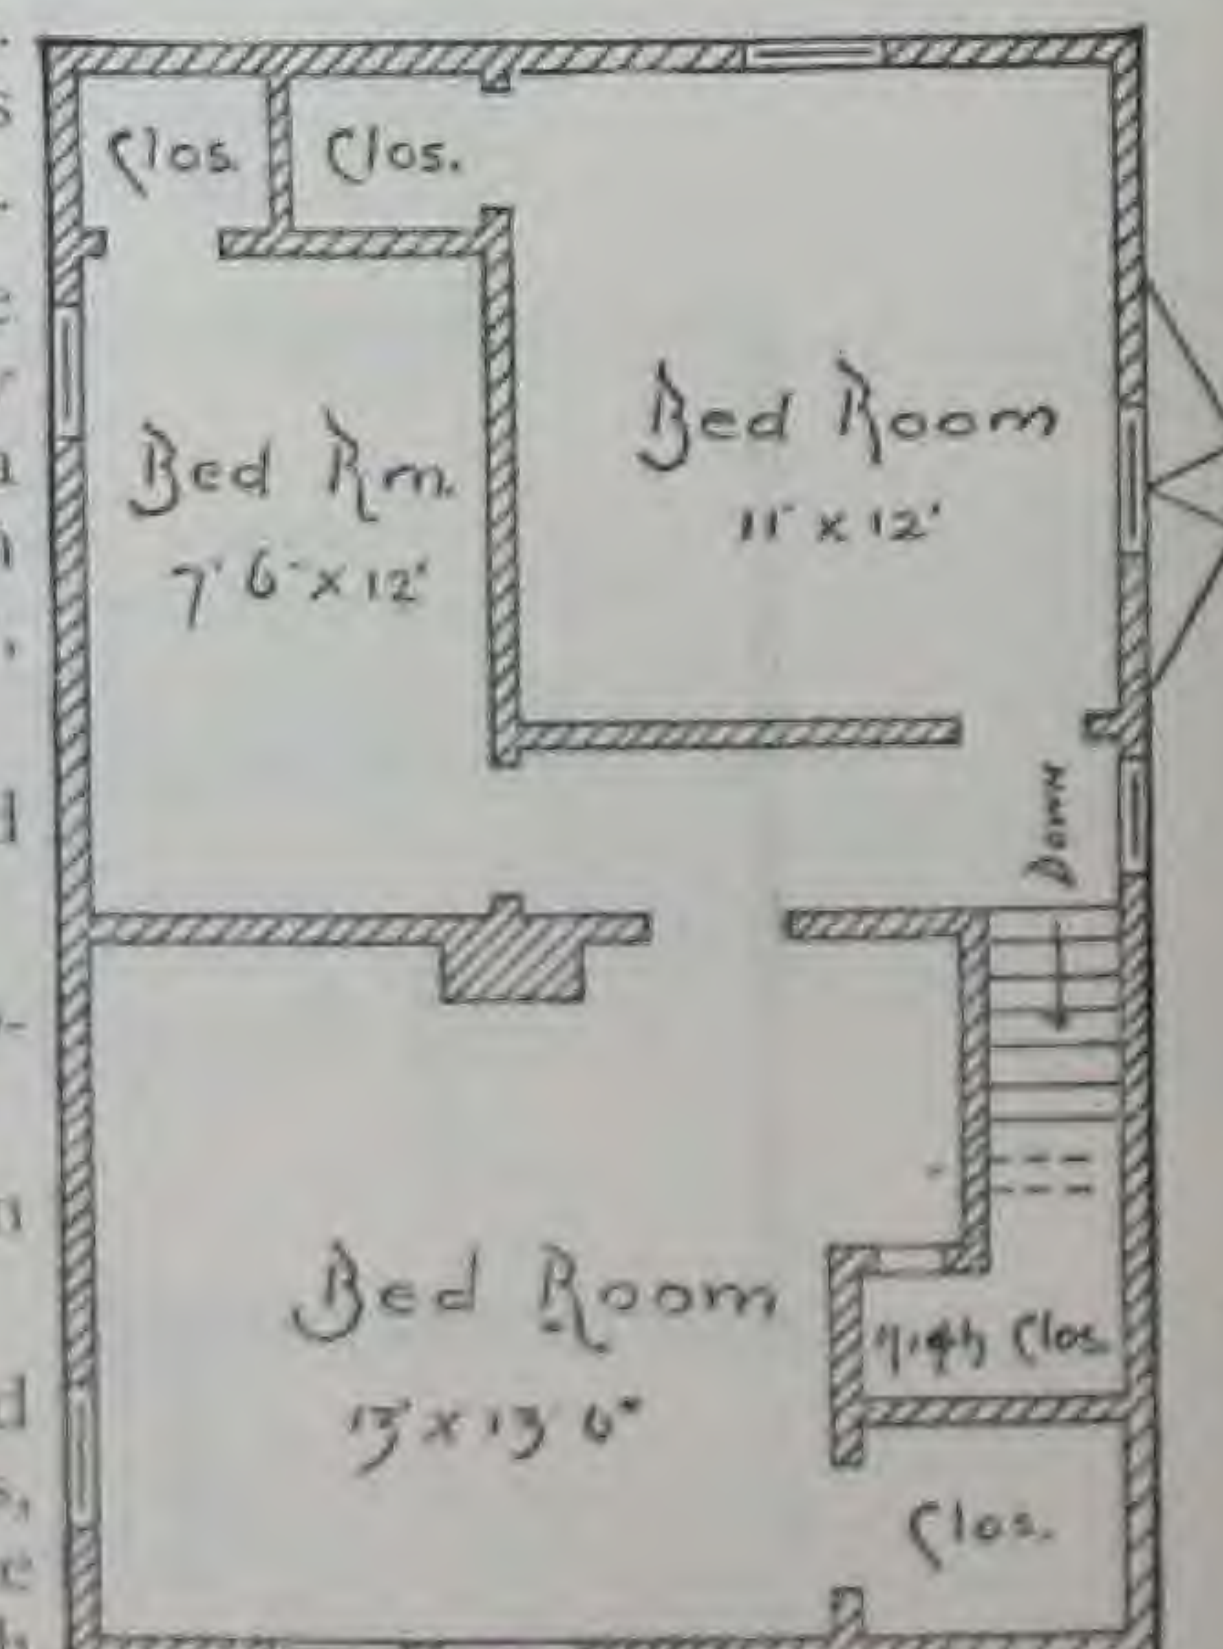 Clos.
Clos.
Bed Room
11' x 12'
Bed Rm.
7' 6" x 12'
Down
Bed Room
13' x 13' 6"
High Clos.
Clos.